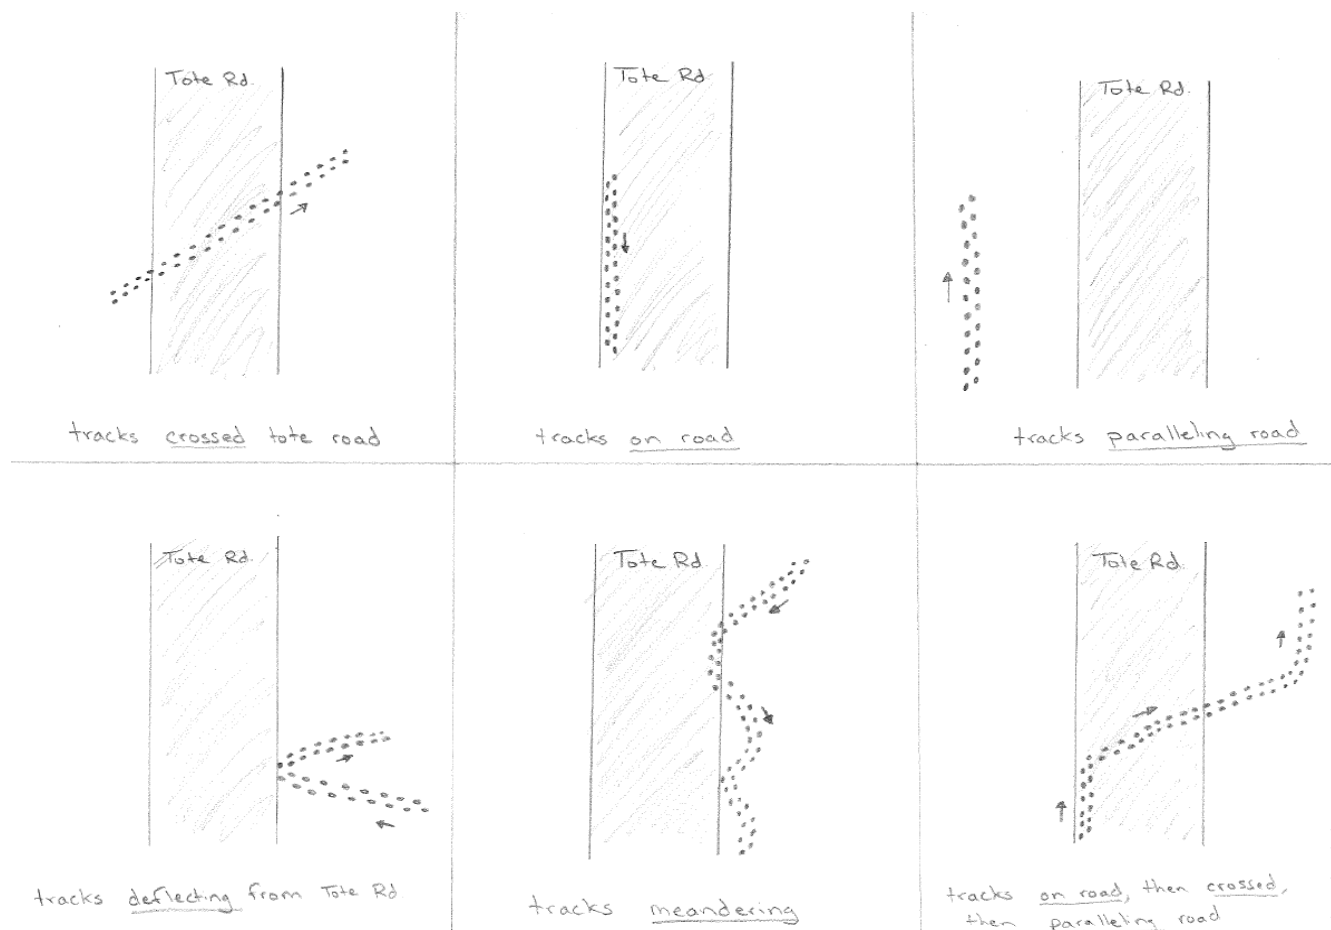 Tote Rd.
tracks crossed tote road
Tote Rd.
tracks on road
Tote Rd.
tracks paralleling road
Tote Rd.
tracks deflecting from Tote Rd.
Tote Rd.
tracks meandering
Tote Rd.
tracks on road, then crossed,
then paralleling road